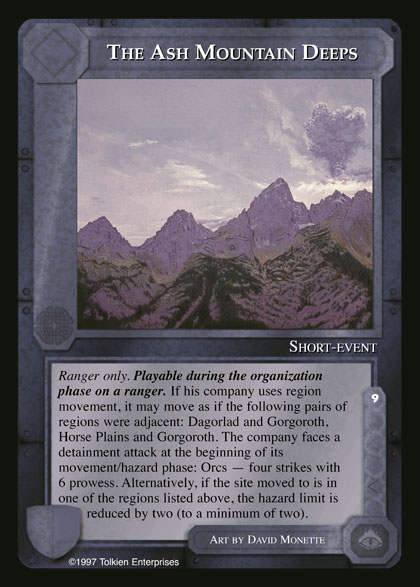 The Ash Mountain Deeps
Short-event
Ranger only. Playable during the organization
phase on a ranger. If his company uses region
movement, it may move as if the following pairs of
regions were adjacent: Dagorlad and Gorgoroth,
Horse Plains and Gorgoroth. The company faces a
detainment attack at the beginning of its
movement/hazard phase: Orcs — four strikes with
6 prowess. Alternatively, if the site moved to is in
one of the regions listed above, the hazard limit is
reduced by two (to a minimum of two).
9
Art by David Monette
©1997 Tolkien Enterprises